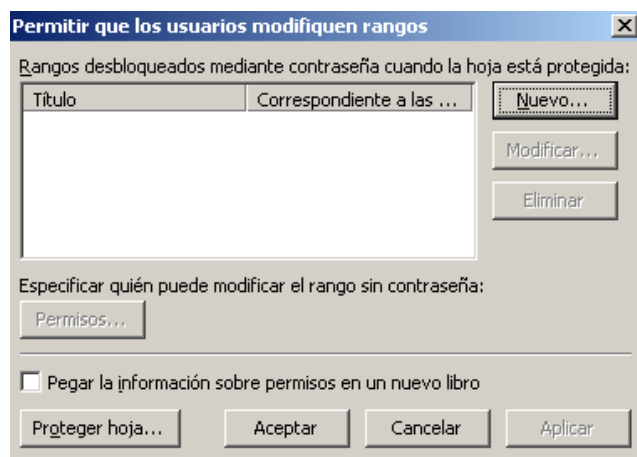 Permitir que los usuarios modifiquen rangos
Rangos desbloqueados mediante contraseña cuando la hoja está protegida:
Título Correspondiente a las ...
Nuevo...
Modificar...
Eliminar
Especificar quién puede modificar el rango sin contraseña:
Permisos...
Pegar la información sobre permisos en un nuevo libro
Proteger hoja... Aceptar Cancelar Aplicar